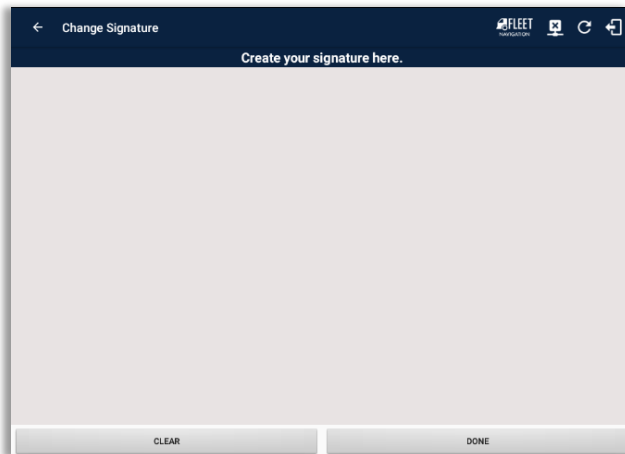 Change Signature
FLEET
NAVIGATION
Create your signature here.
CLEAR
DONE